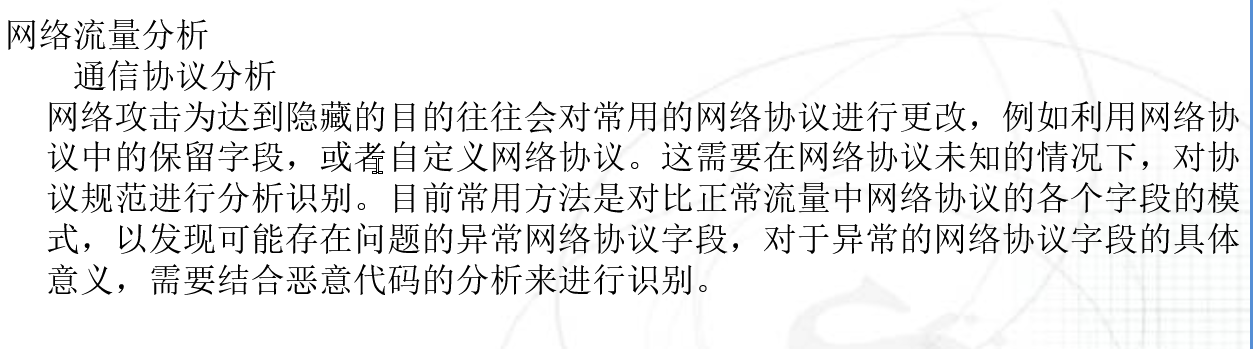 网络流量分析
通信协议分析
网络攻击为达到隐藏的目的往往会对常用的网络协议进行更改，例如利用网络协
议中的保留字段，或者自定义网络协议。这需要在网络协议未知的情况下，对协
议规范进行分析识别。目前常用方法是对比正常流量中网络协议的各个字段的模
式，以发现可能存在问题的异常网络协议字段，对于异常的网络协议字段的具体
意义，需要结合恶意代码的分析来进行识别。